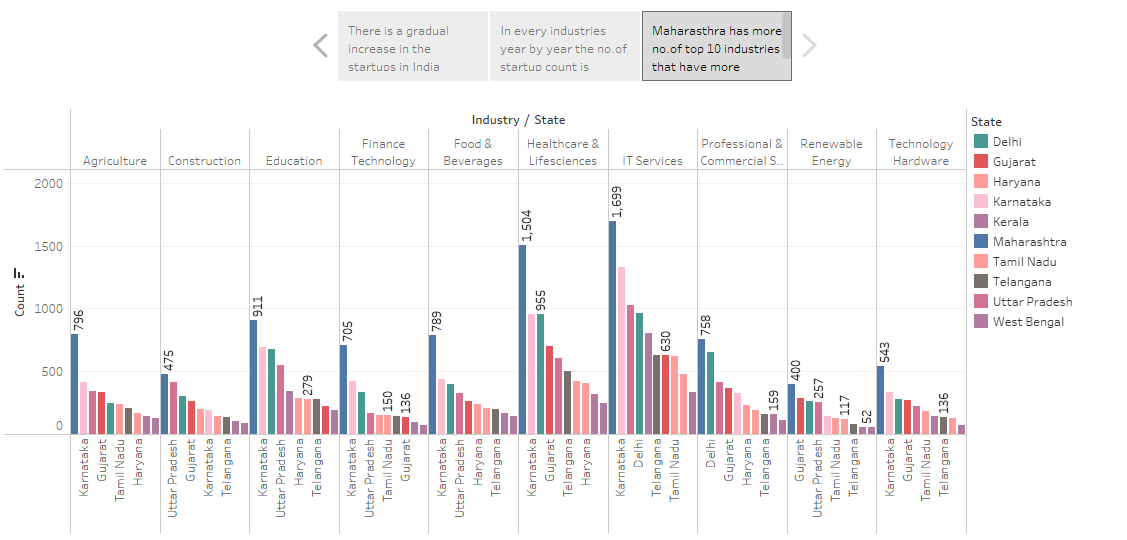 There is a gradual
increase in the
startups in India
In every industries
year by year the no.of
startup count is
Maharasthra has more
no.of top 10 industries
that have more
Industry / State
Agriculture
Construction
Education
Finance
Technology
Food &
Beverages
Healthcare &
Lifesciences
IT Services
Professional &
Commercial S..
Renewable
Energy
Technology
Hardware
Count
2000
1500
1000
500
0
796
475
911
279
705
150
136
789
1,504
955
1,699
630
758
159
400
257
117
52
543
136
Karnataka
Gujarat
Tamil Nadu
Haryana
Uttar Pradesh
Gujarat
Karnataka
Telangana
Karnataka
Uttar Pradesh
Haryana
Telangana
Karnataka
Uttar Pradesh
Tamil Nadu
Gujarat
Karnataka
Uttar Pradesh
Haryana
Telangana
Karnataka
Gujarat
Telangana
Haryana
Karnataka
Delhi
Telangana
Tamil Nadu
Delhi
Gujarat
Haryana
Telangana
Gujarat
Uttar Pradesh
Tamil Nadu
Telangana
Karnataka
Gujarat
Tamil Nadu
Telangana
State
Delhi
Gujarat
Haryana
Karnataka
Kerala
Maharashtra
Tamil Nadu
Telangana
Uttar Pradesh
West Bengal